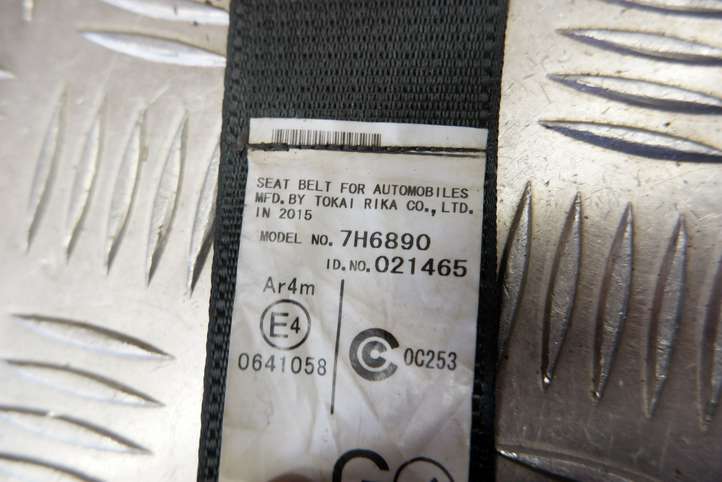 SEAT BELT FOR AUTOMOBILES
MFD. BY TOKAI RIKA CO., LTD.
IN 2015
MODEL NO. 7H6890
ID. NO. 021465
Ar4m
E4
0641058
OC253